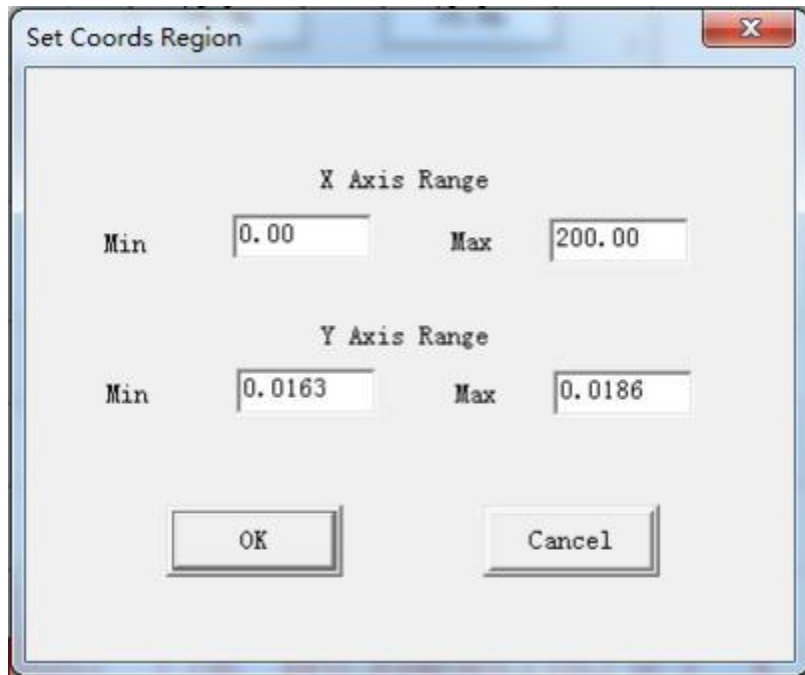 Set Coords Region
X Axis Range
Min 0.00 Max 200.00
Y Axis Range
Min 0.0163 Max 0.0186
OK Cancel